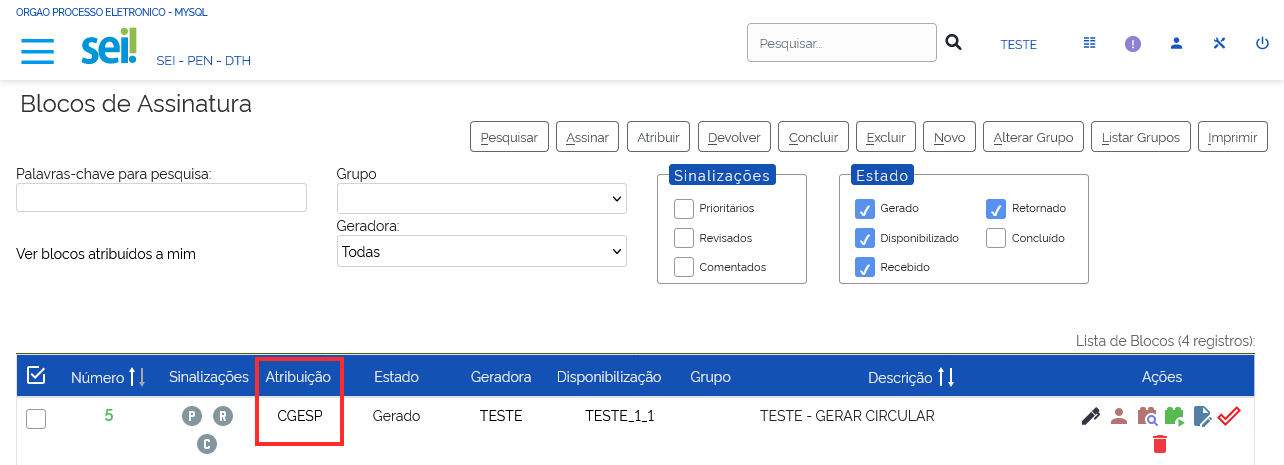 ORGAO PROCESSO ELETRONICO - MYSQL
sei!
SEI - PEN - DTH
Pesquisar...
TESTE
Blocos de Assinatura
Pesquisar Assinar Atribuir Devolver Concluir Excluir Novo Alterar Grupo Listar Grupos Imprimir
Palavras-chave para pesquisa:
Grupo
Geradora:
Todas
Ver blocos atribuídos a mim
Sinalizações
Prioritários
Revisados
Comentados
Estado
Gerado Retornado
Disponibilizado Concluído
Recebido
Lista de Blocos (4 registros):
Número Sinalizações Atribuição Estado Geradora Disponibilização Grupo Descrição Ações
5 P R CGESP Gerado TESTE TESTE_1_1 TESTE - GERAR CIRCULAR
C